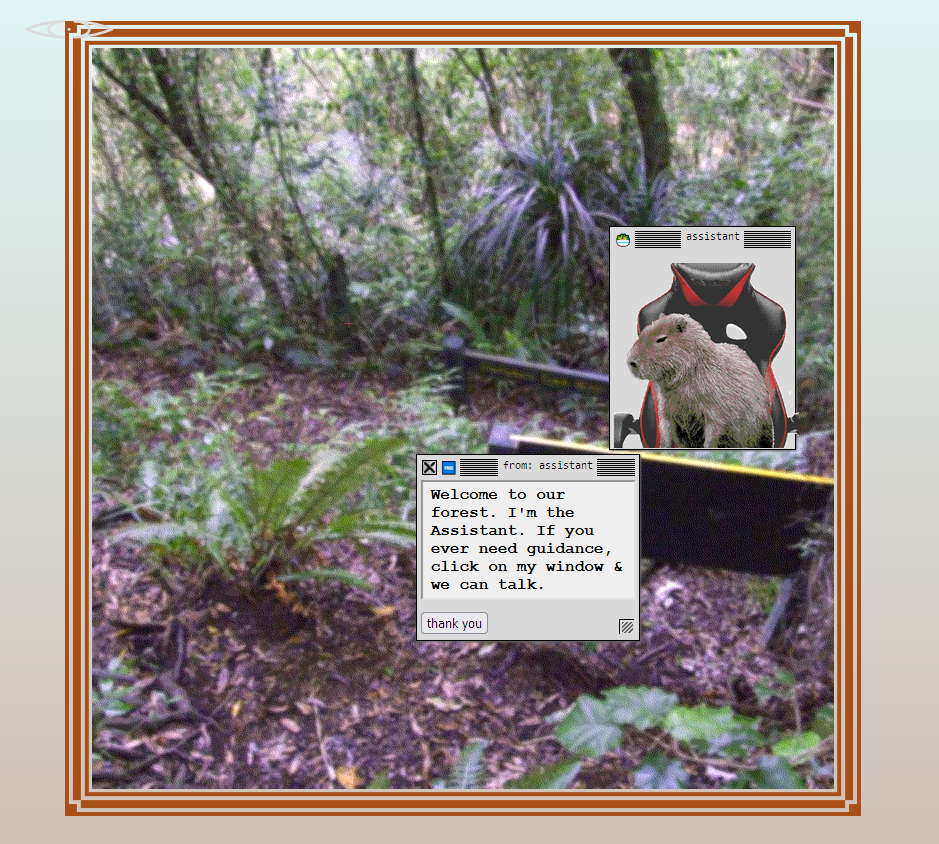 assistant
from: assistant
Welcome to our
forest. I'm the
Assistant. If you
ever need guidance,
click on my window &
we can talk.
thank you